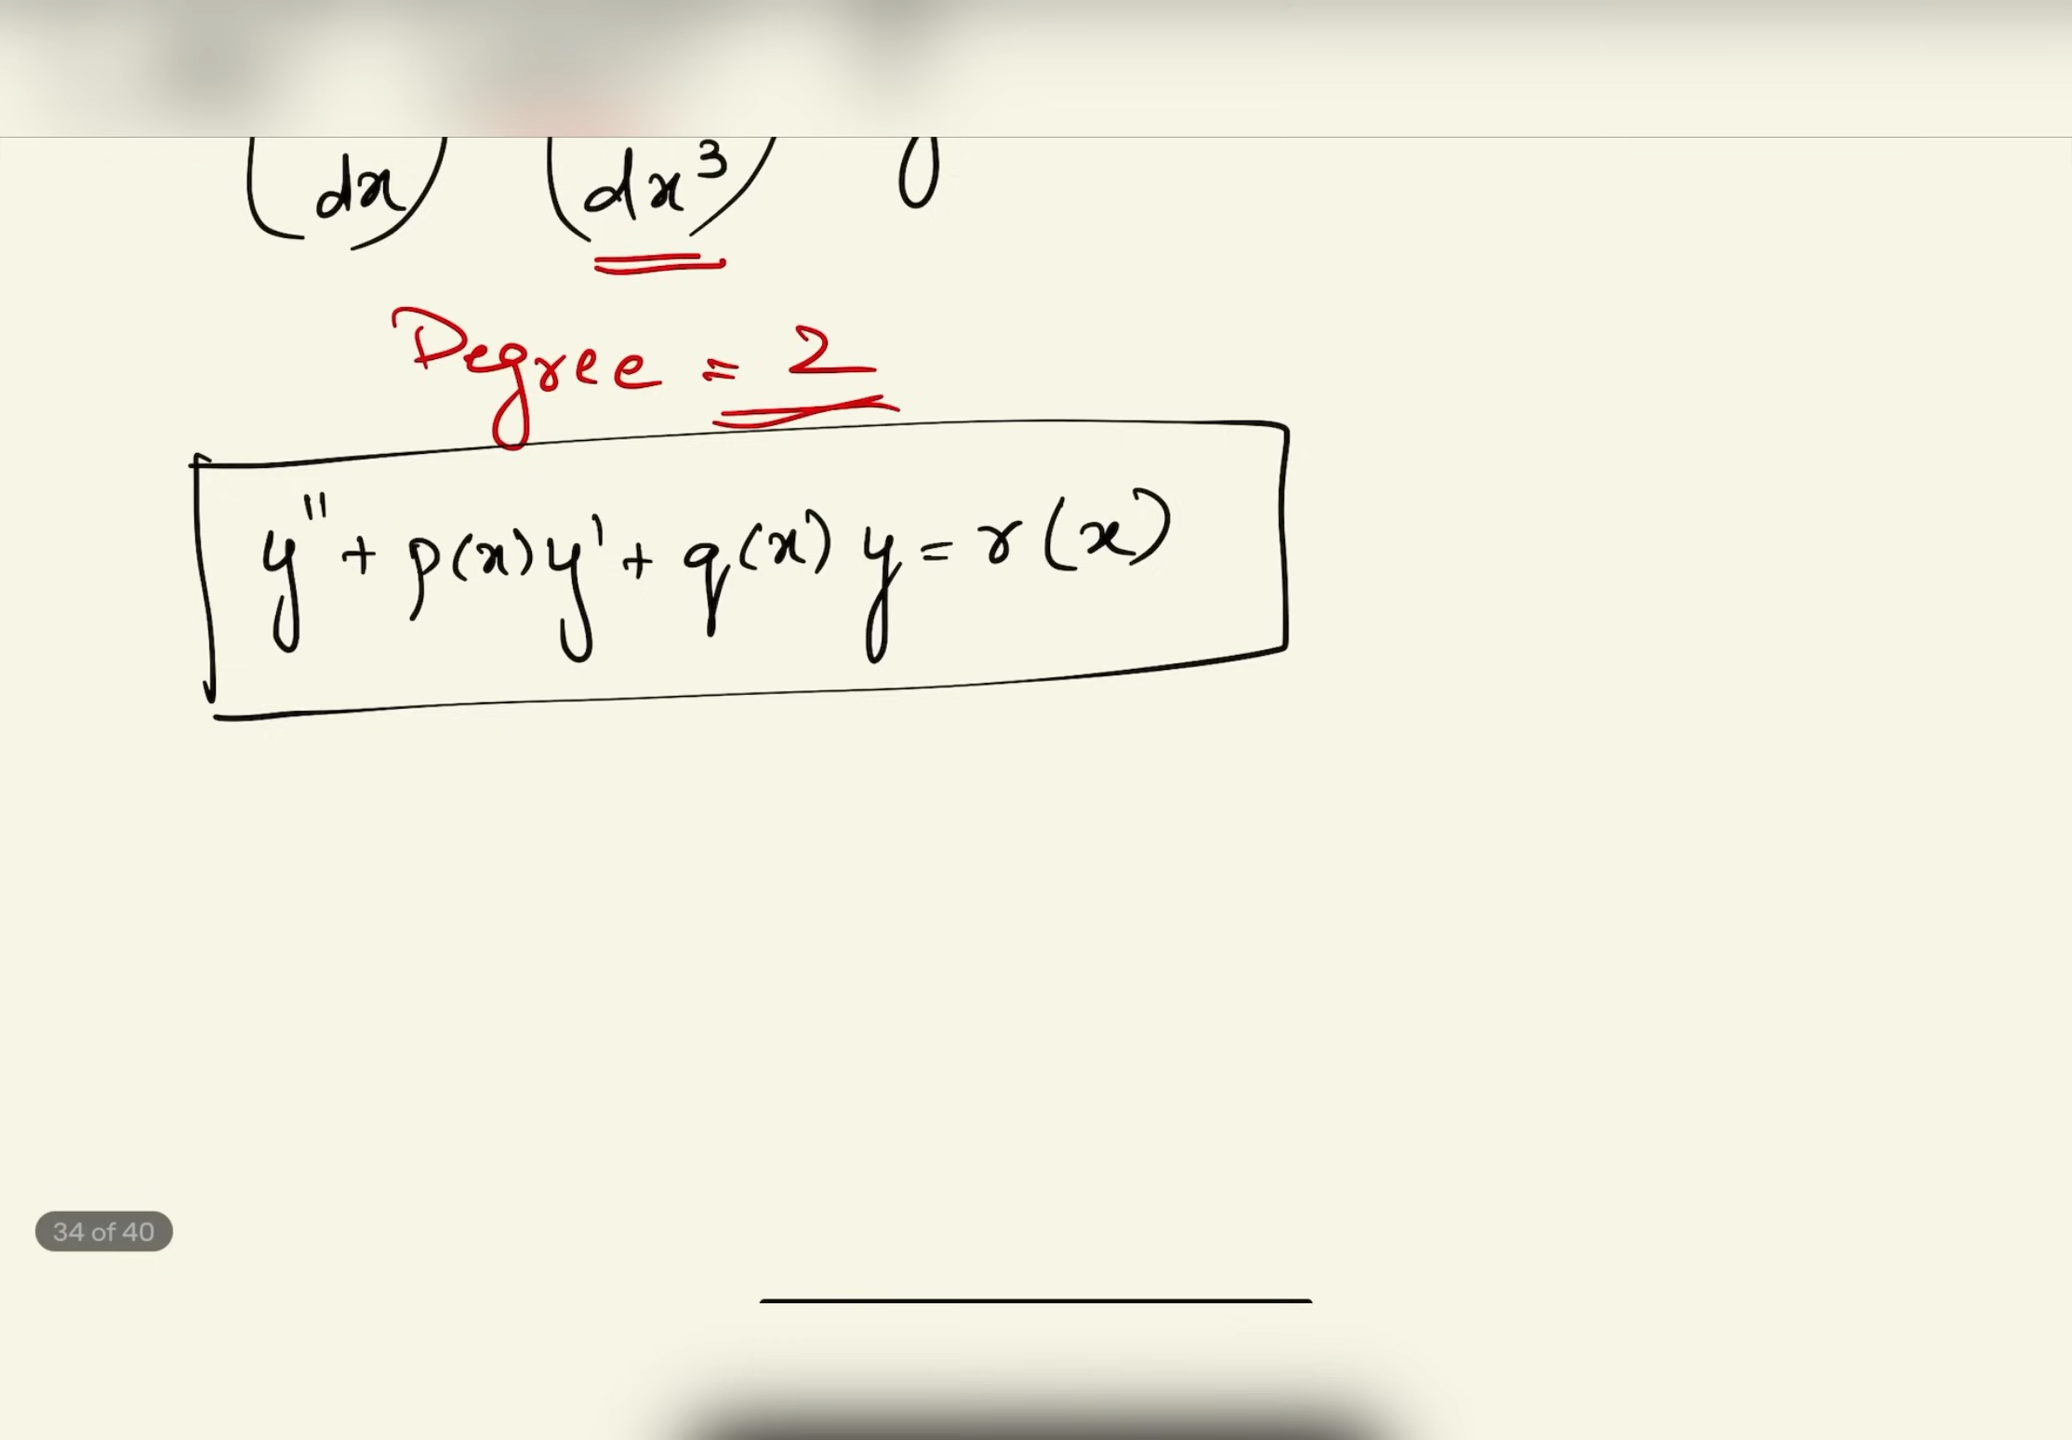 (dx) (dx³)
Degree = 2
y'' + p(x)y' + q(x) y = r(x)
34 of 40